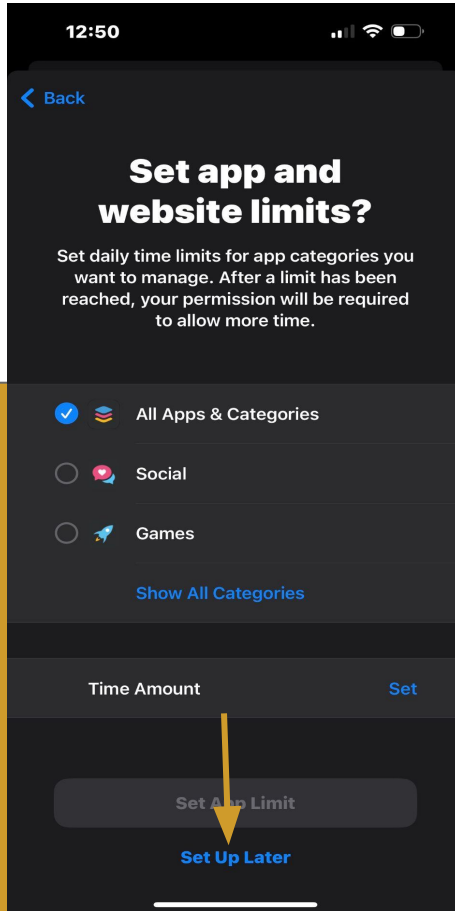 12:50
Back
Set app and
website limits?
Set daily time limits for app categories you
want to manage. After a limit has been
reached, your permission will be required
to allow more time.
All Apps & Categories
Social
Games
Show All Categories
Time Amount Set
Set App Limit
Set Up Later